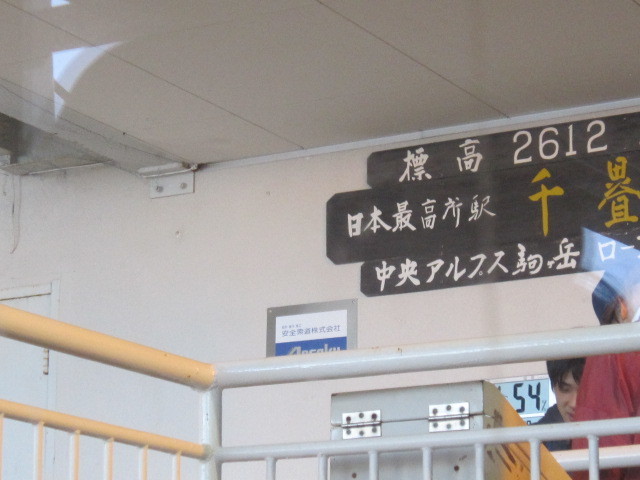 標高 2612
日本最高所駅 千畳
中央アルプス駒ヶ岳 ロー
安全索道株式会社
54